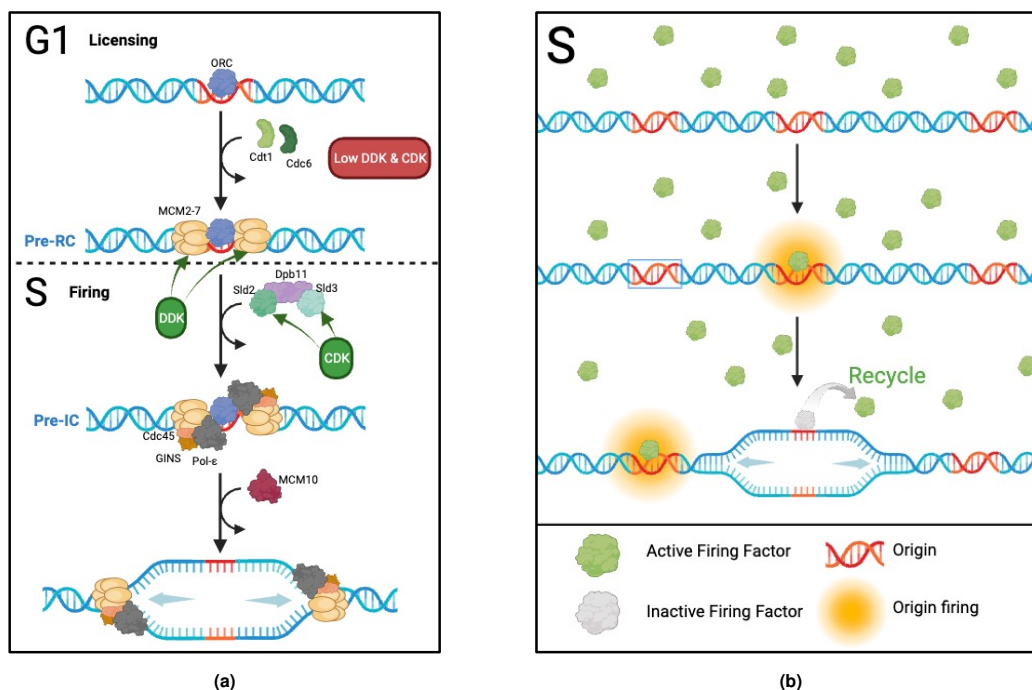 G1 Licensing
ORC
Cdt1
Cdc6
Low DDK & CDK
MCM2-7
Pre-RC
S Firing
Dpb11
Sld2
Sld3
DDK
CDK
Pre-IC
Cdc45
GINS
Pol-ε
MCM10
(a)
S
Recycle
Active Firing Factor
Origin
Inactive Firing Factor
Origin firing
(b)